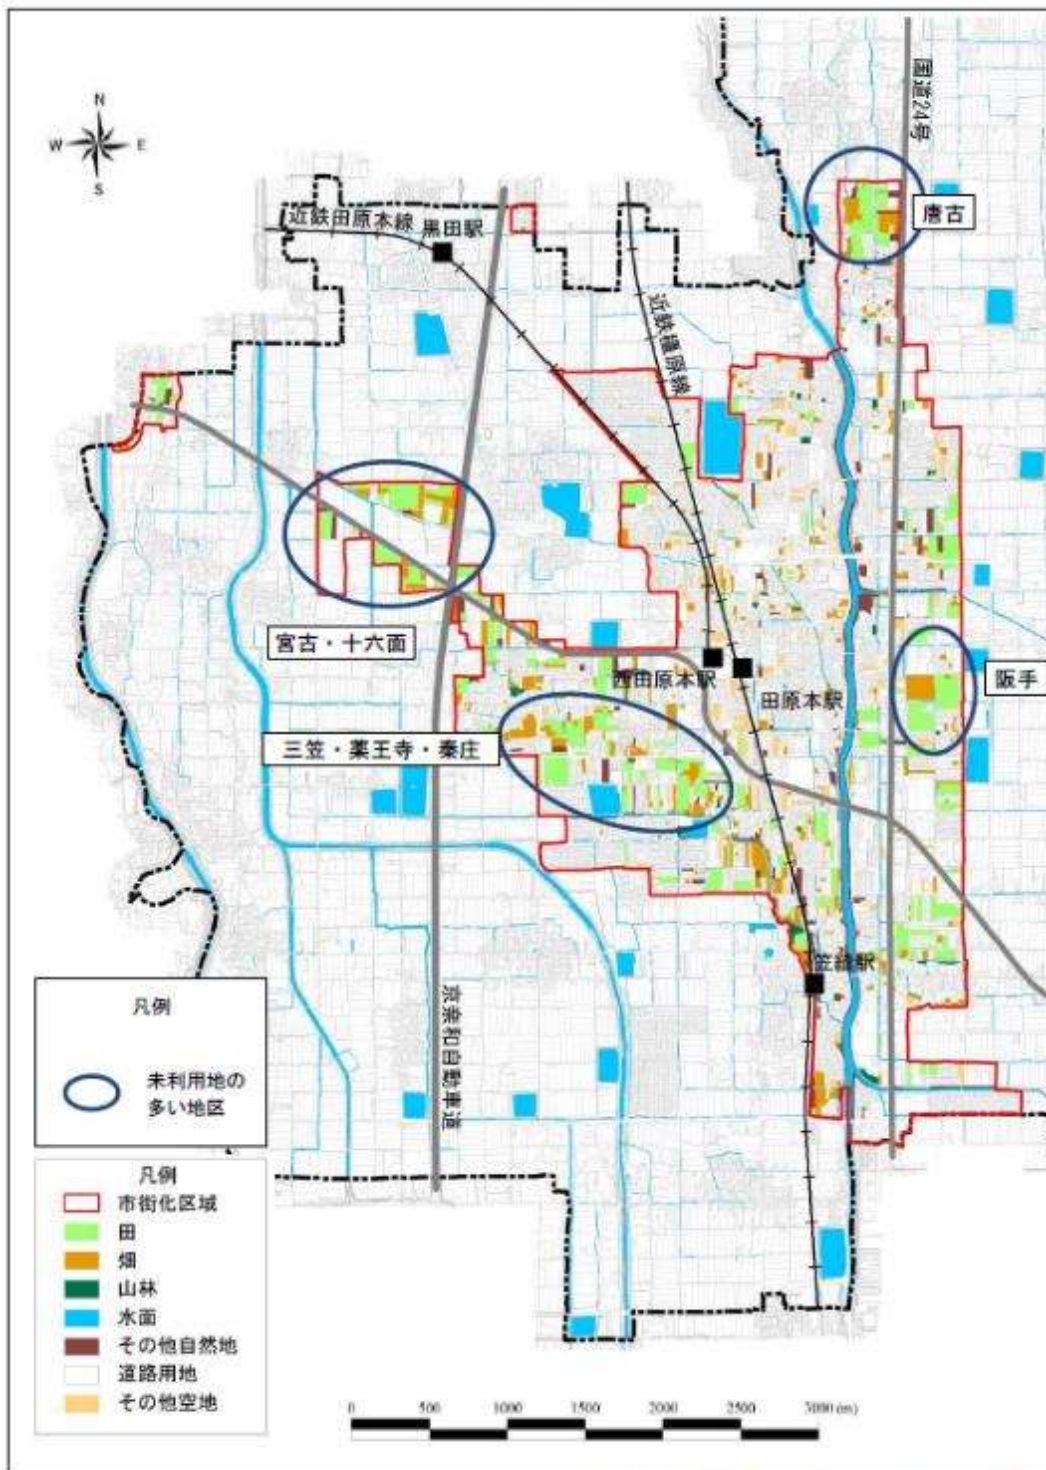 N
W
E
S
国道24号
唐古
近鉄田原本線
黒田駅
近鉄橿原線
宮古・十六面
西田原本駅
田原本駅
阪手
三笠・薬王寺・秦庄
笠縫駅
京奈和自動車道
凡例
未利用地の
多い地区
凡例
市街化区域
田
畑
山林
水面
その他自然地
道路用地
その他空地
0 500 1000 1500 2000 2500 3000 (m)